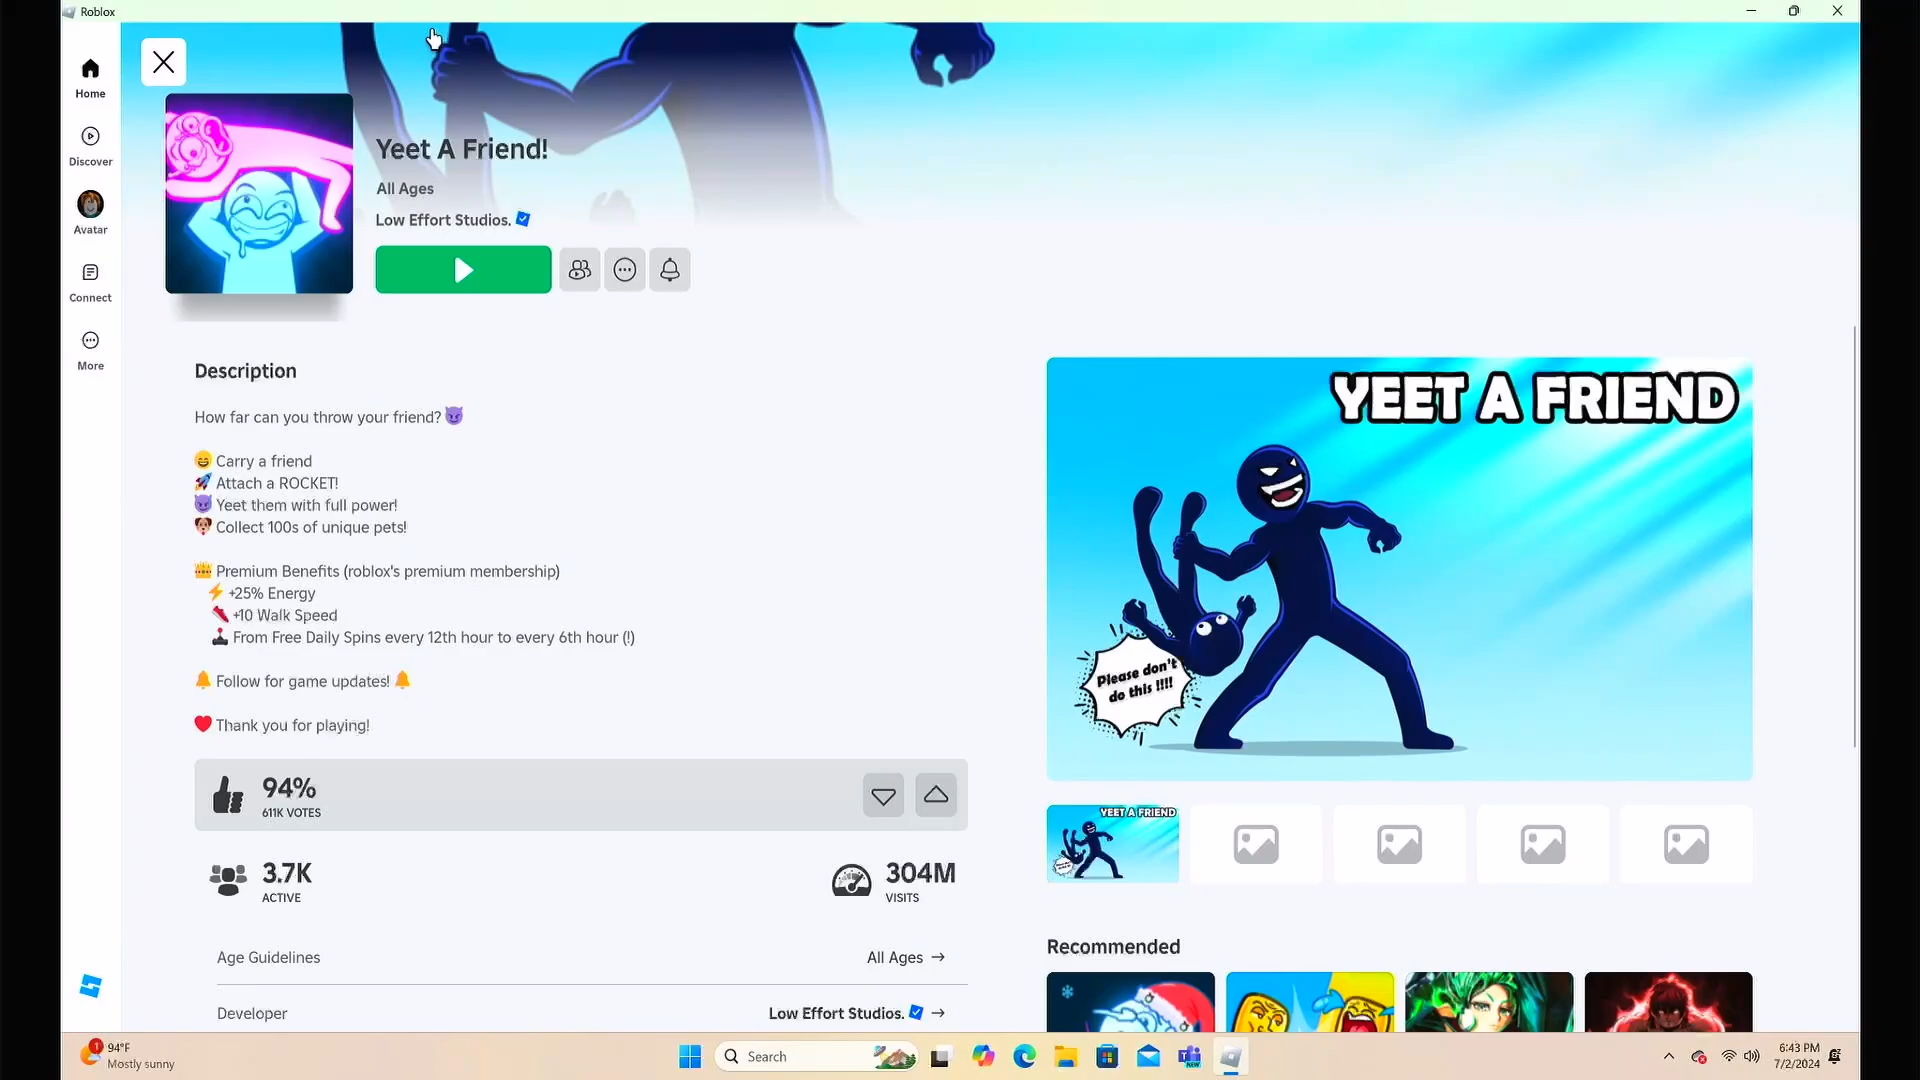 Roblox
Home
Discover
Avatar
Connect
More
Yeet A Friend!
All Ages
Low Effort Studios.
Description
How far can you throw your friend? 😈
😄 Carry a friend
🚀 Attach a ROCKET!
😈 Yeet them with full power!
🐶 Collect 100s of unique pets!
👑 Premium Benefits (roblox's premium membership)
⚡ +25% Energy
👟 +10 Walk Speed
🕹️ From Free Daily Spins every 12th hour to every 6th hour (!)
🔔 Follow for game updates! 🔔
❤️ Thank you for playing!
94%
611K VOTES
3.7K
ACTIVE
304M
VISITS
Age Guidelines
All Ages →
Developer
Low Effort Studios. →
YEET A FRIEND
Please don't
do this !!!!
YEET A FRIEND
Recommended
1
94°F
Mostly sunny
Search
NEW
6:43 PM
7/2/2024